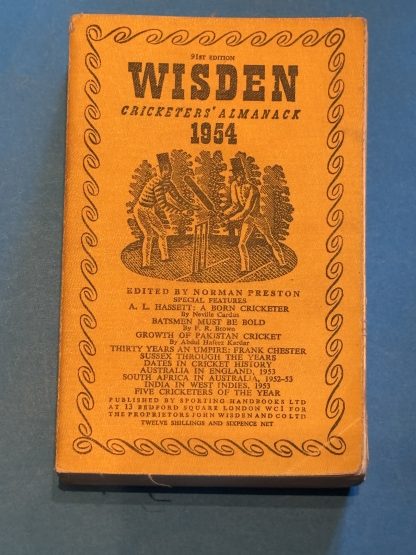 91ST EDITION
WISDEN
CRICKETERS' ALMANACK
1954
EDITED BY NORMAN PRESTON
SPECIAL FEATURES
A. L. HASSETT: A BORN CRICKETER
By Neville Cardus
BATSMEN MUST BE BOLD
By F. R. Brown
GROWTH OF PAKISTAN CRICKET
By Abdul Hafeez Kardar
THIRTY YEARS AN UMPIRE: FRANK CHESTER
SUSSEX THROUGH THE YEARS
DATES IN CRICKET HISTORY
AUSTRALIA IN ENGLAND, 1953
SOUTH AFRICA IN AUSTRALIA, 1952-53
INDIA IN WEST INDIES, 1953
FIVE CRICKETERS OF THE YEAR
PUBLISHED BY SPORTING HANDBOOKS LTD
AT 13 BEDFORD SQUARE LONDON WC1 FOR
THE PROPRIETORS JOHN WISDEN AND CO LTD
TWELVE SHILLINGS AND SIXPENCE NET